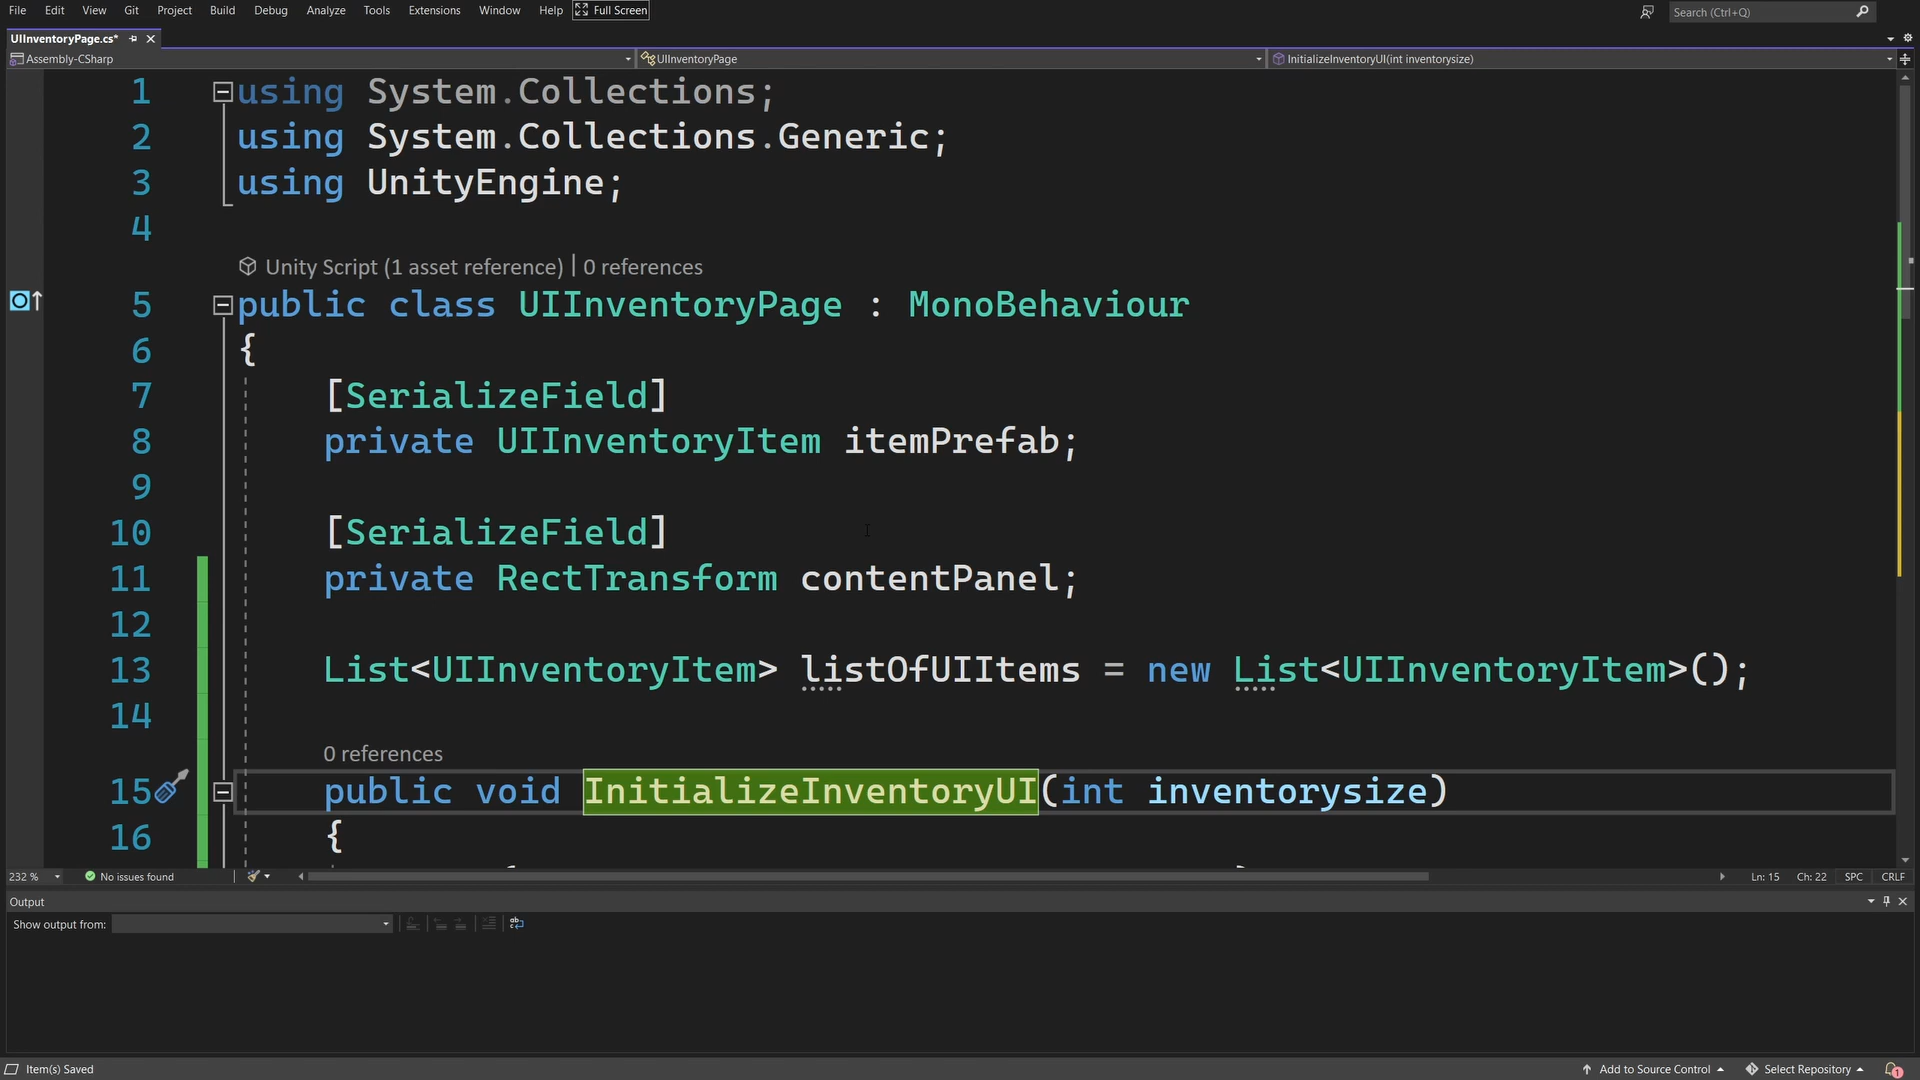 File Edit View Git Project Build Debug Analyze Tools Extensions Window Help Full Screen Search (Ctrl+Q)
UIInventoryPage.cs*
Assembly-CSharp UIInventoryPage InitializeInventoryUI(int inventorysize)
1 using System.Collections;
2 using System.Collections.Generic;
3 using UnityEngine;
4
Unity Script (1 asset reference) | 0 references
5 public class UIInventoryPage : MonoBehaviour
6 {
7 [SerializeField]
8 private UIInventoryItem itemPrefab;
9
10 [SerializeField]
11 private RectTransform contentPanel;
12
13 List<UIInventoryItem> listOfUIItems = new List<UIInventoryItem>();
14
0 references
15 public void InitializeInventoryUI(int inventorysize)
16 {
232 % No issues found Ln: 15 Ch: 22 SPC CRLF
Output
Show output from:
Item(s) Saved Add to Source Control Select Repository 1